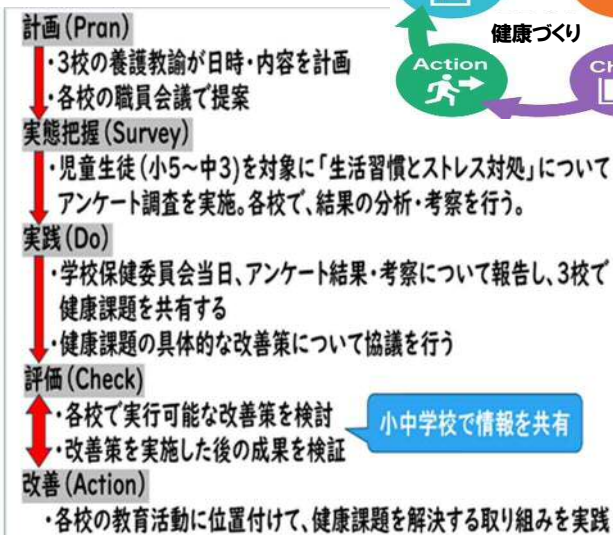 計画(Pran)
・3校の養護教諭が日時・内容を計画
・各校の職員会議で提案
実態把握(Survey)
・児童生徒(小5~中3)を対象に「生活習慣とストレス対処」について
アンケート調査を実施。各校で、結果の分析・考察を行う。
実践(Do)
・学校保健委員会当日、アンケート結果・考察について報告し、3校で
健康課題を共有する
・健康課題の具体的な改善策について協議を行う
評価(Check)
・各校で実行可能な改善策を検討
・改善策を実施した後の成果を検証
小中学校で情報を共有
改善(Action)
・各校の教育活動に位置付けて、健康課題を解決する取り組みを実践
健康づくり
Action